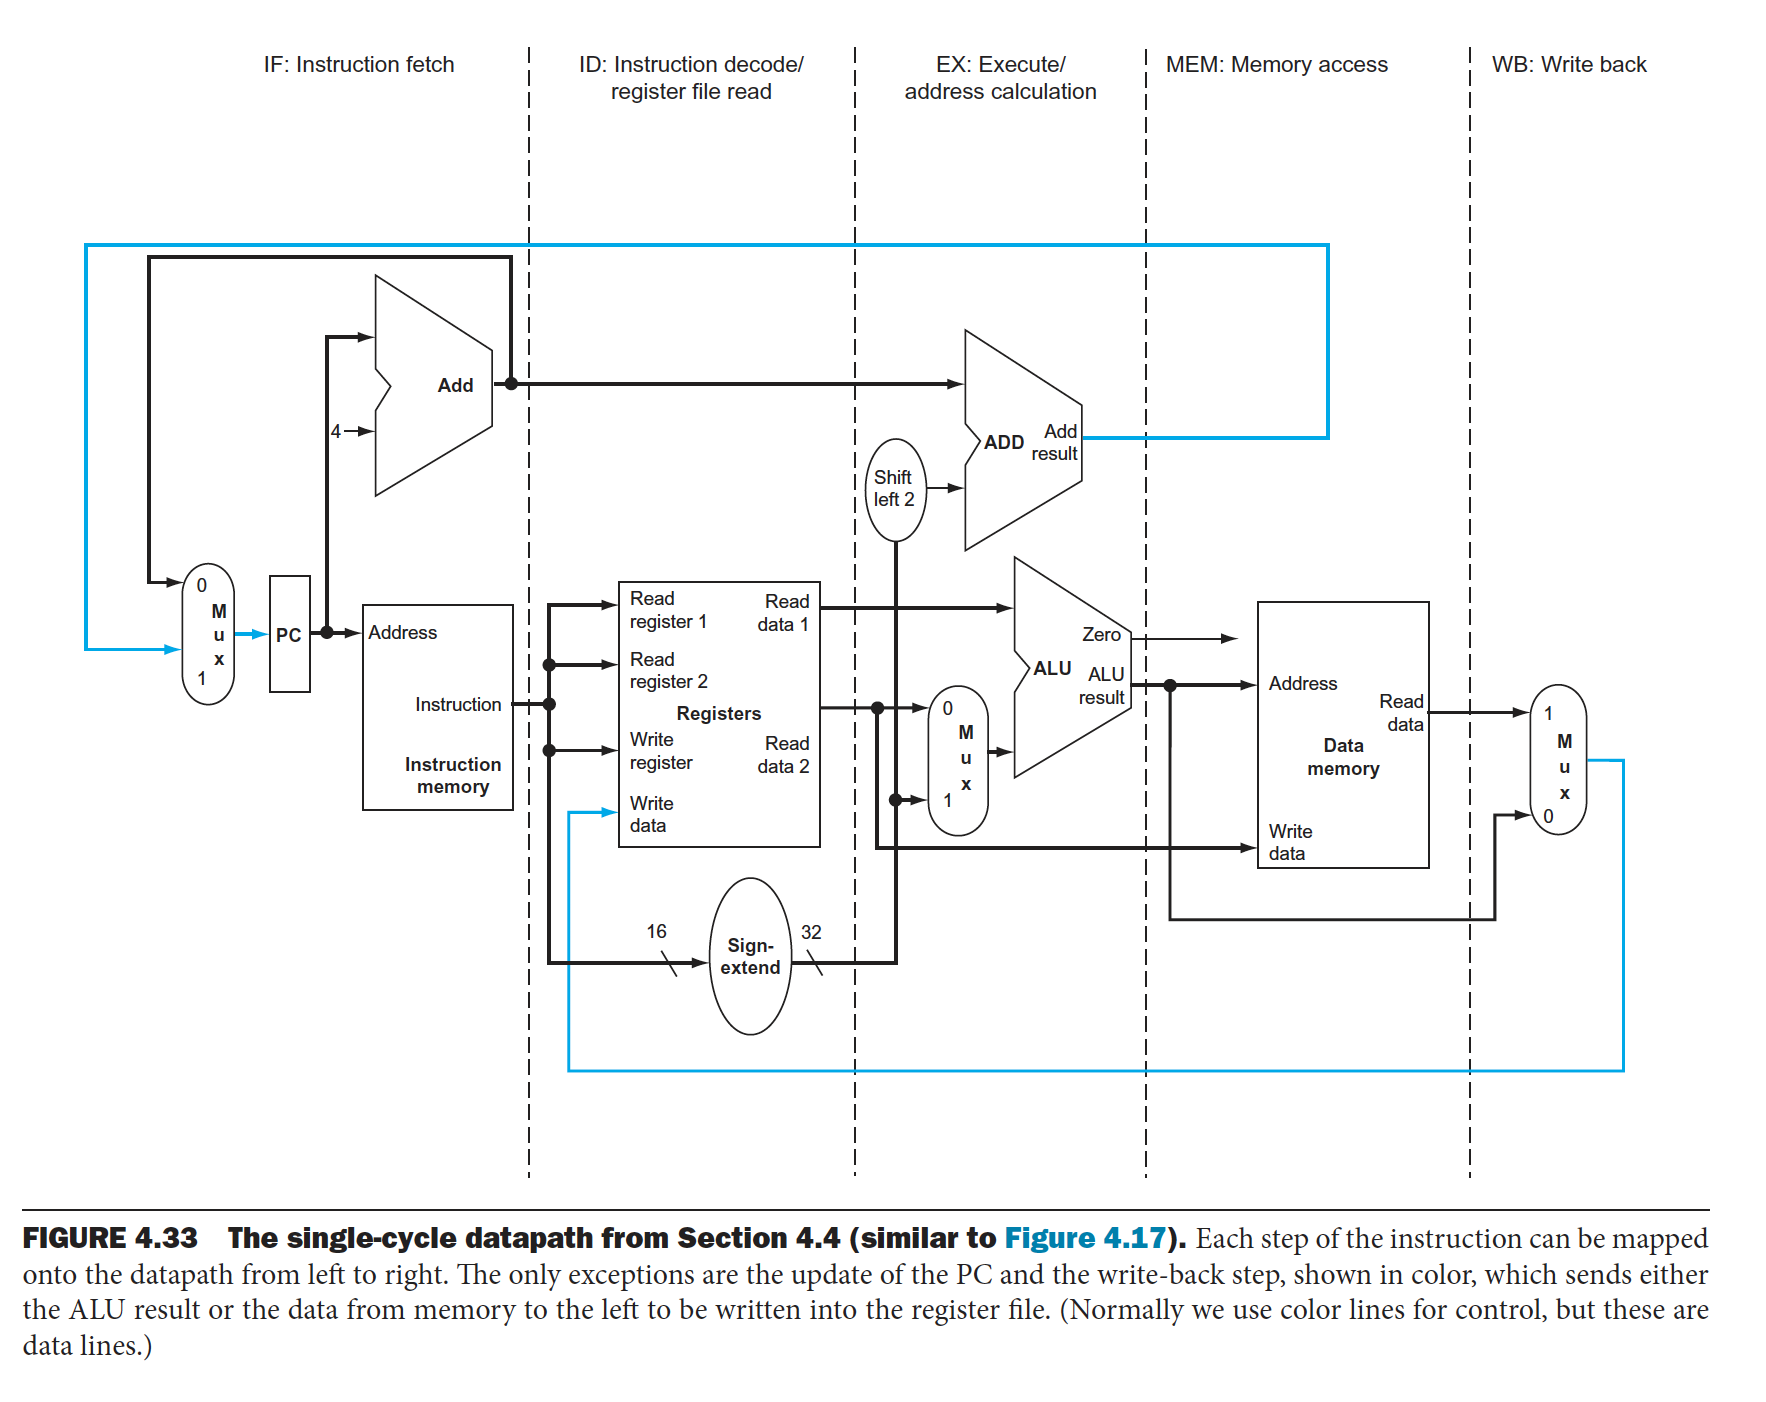 IF: Instruction fetch
ID: Instruction decode/
register file read
EX: Execute/
address calculation
MEM: Memory access
WB: Write back
Add
4
ADD
Add
result
Shift
left 2
0
M
u
x
1
PC
Address
Instruction
Instruction
memory
Read
register 1
Read
data 1
Read
register 2
Registers
Write
register
Read
data 2
Write
data
16
Sign-
extend
32
0
M
u
x
1
Zero
ALU
ALU
result
Address
Read
data
Data
memory
Write
data
1
M
u
x
0
FIGURE 4.33 The single-cycle datapath from Section 4.4 (similar to Figure 4.17). Each step of the instruction can be mapped
onto the datapath from left to right. The only exceptions are the update of the PC and the write-back step, shown in color, which sends either
the ALU result or the data from memory to the left to be written into the register file. (Normally we use color lines for control, but these are
data lines.)